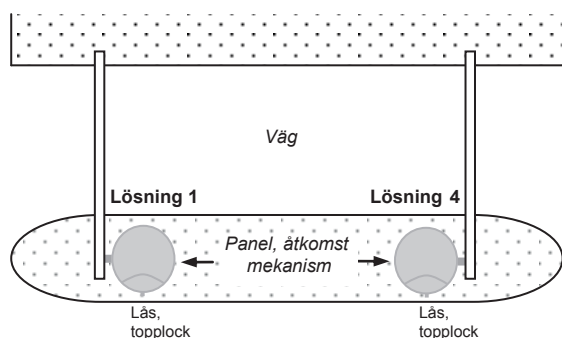 Väg
Lösning 1
Lösning 4
Panel, åtkomst
mekanism
Lås,
topplock
Lås,
topplock